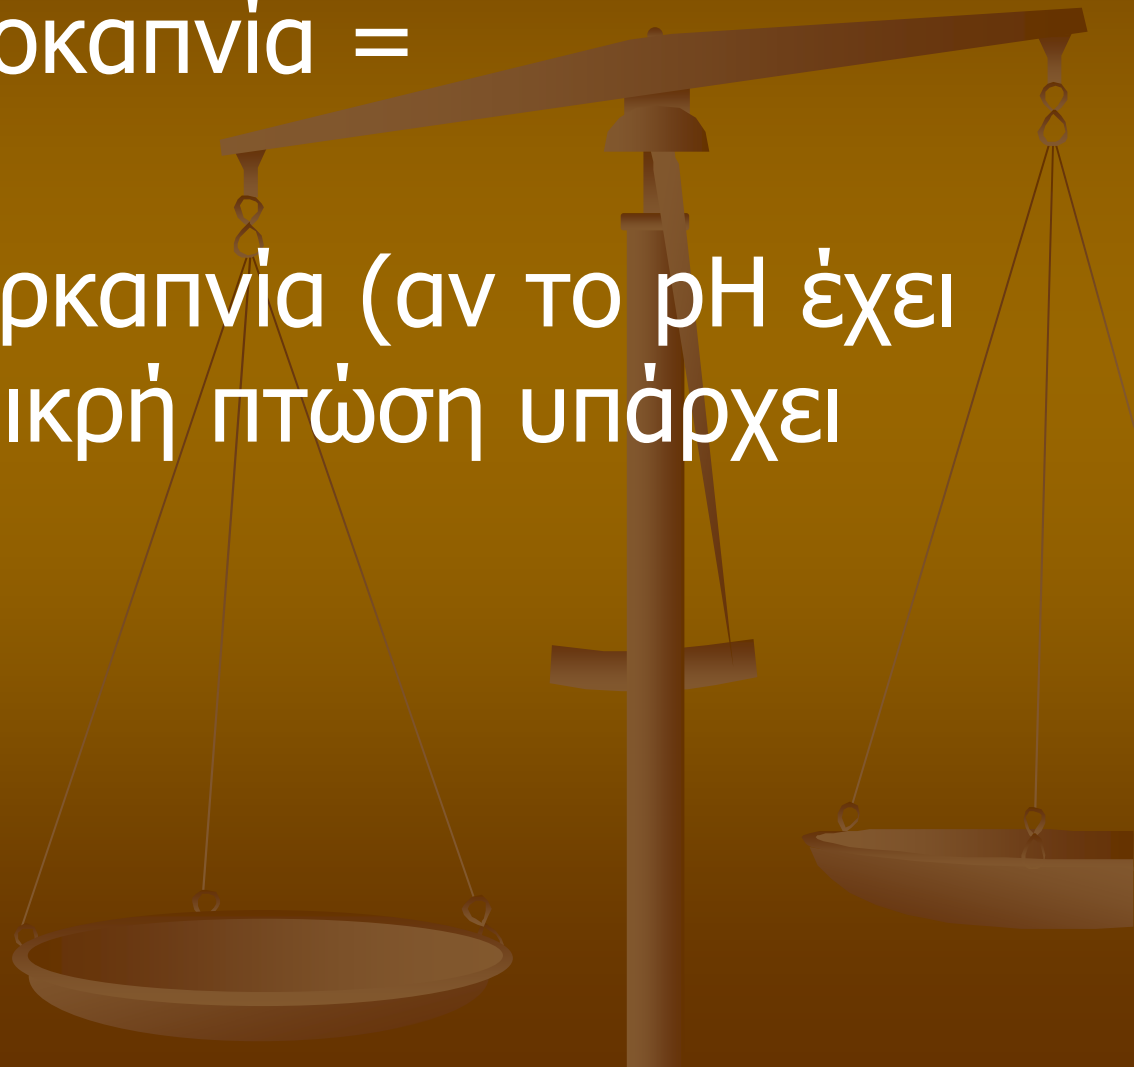 οκαπνία =
ρκαπνία (αν το pH έχει
ικρή πτώση υπάρχει